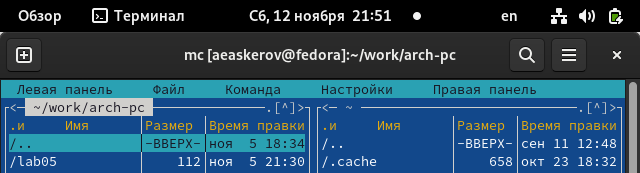 Обзор Терминал Сб, 12 ноября 21:51 en
mc [aeaskerov@fedora]:~/work/arch-pc
Левая панель Файл Команда Настройки Правая панель
<— ~/work/arch-pc .[^]> <— ~ .[^]>
.и Имя Размер Время правки .и Имя Размер Время правки
/.. -ВВЕРХ- ноя 5 18:34 /.. -ВВЕРХ- сен 11 12:48
/lab05 112 ноя 5 21:30 /.cache 658 окт 23 18:32